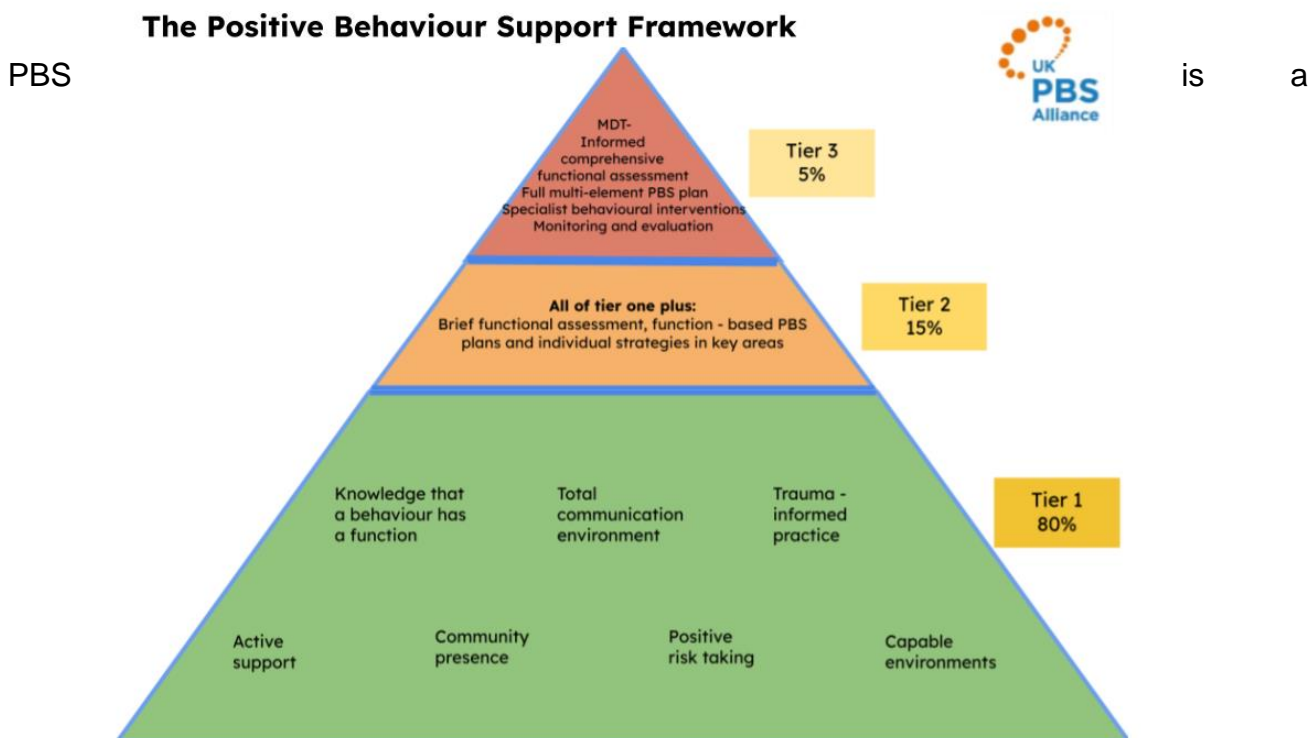 The Positive Behaviour Support Framework
UK
PBS
Alliance
PBS is a
MDT-
Informed
comprehensive
functional assessment
Full multi-element PBS plan
Specialist behavioural interventions
Monitoring and evaluation
Tier 3
5%
All of tier one plus:
Brief functional assessment, function - based PBS
plans and individual strategies in key areas
Tier 2
15%
Knowledge that
a behaviour has
a function
Total
communication
environment
Trauma -
informed
practice
Tier 1
80%
Active
support
Community
presence
Positive
risk taking
Capable
environments